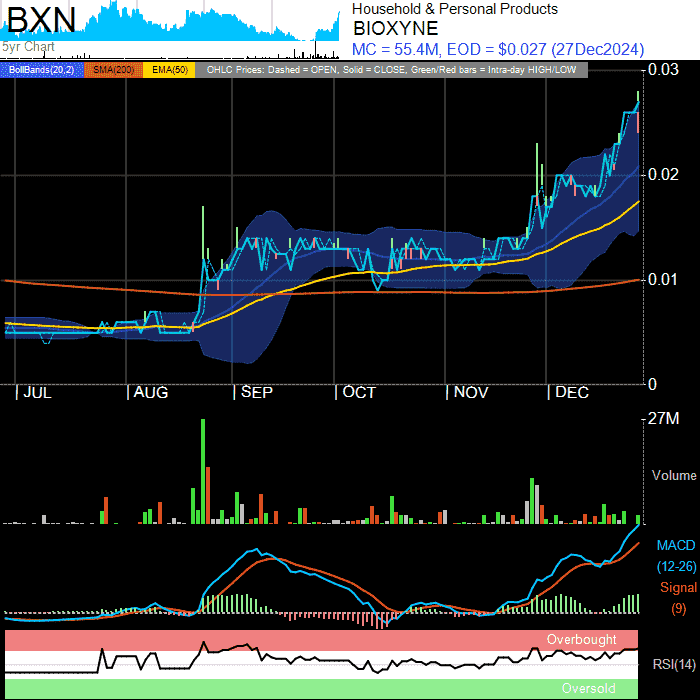 BXN
5yr Chart
Household & Personal Products
BIOXYNE
MC = 55.4M, EOD = $0.027 (27Dec2024)
BollBands(20,2) SMA(200) EMA(50) OHLC Prices: Dashed = OPEN, Solid = CLOSE, Green/Red bars = Intra-day HIGH/LOW
0.03
0.02
0.01
0
JUL AUG SEP OCT NOV DEC
27M
Volume
MACD
(12-26)
Signal
(9)
Overbought
RSI(14)
Oversold